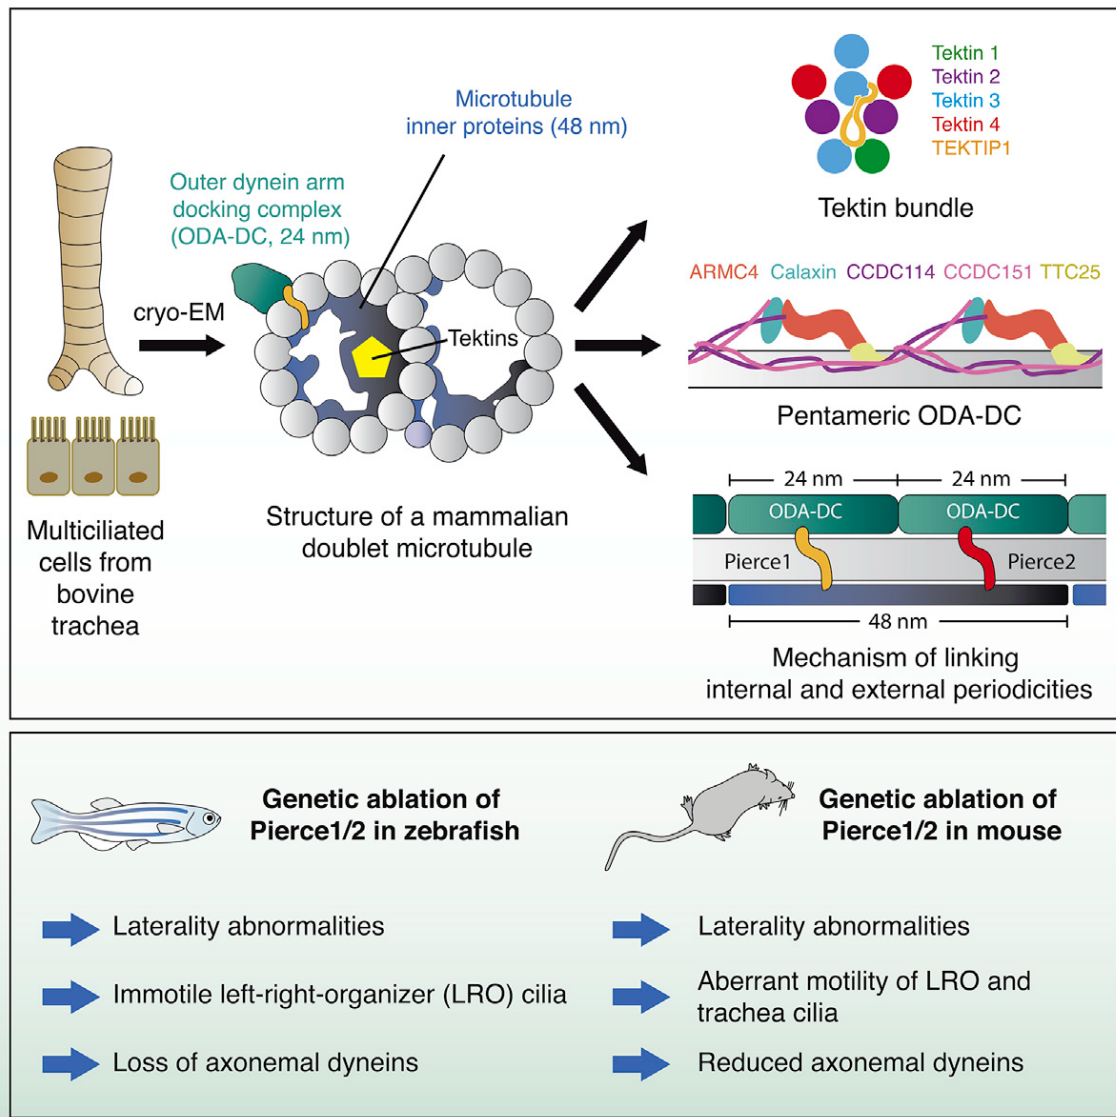 Microtubule
inner proteins (48 nm)
Outer dynein arm
docking complex
(ODA-DC, 24 nm)
cryo-EM
Tektins
Multiciliated
cells from
bovine
trachea
Structure of a mammalian
doublet microtubule
Tektin 1
Tektin 2
Tektin 3
Tektin 4
TEKTIP1
Tektin bundle
ARMC4 Calaxin CCDC114 CCDC151 TTC25
Pentameric ODA-DC
24 nm 24 nm
ODA-DC ODA-DC
Pierce1 Pierce2
48 nm
Mechanism of linking
internal and external periodicities
Genetic ablation of
Pierce1/2 in zebrafish
Laterality abnormalities
Immotile left-right-organizer (LRO) cilia
Loss of axonemal dyneins
Genetic ablation of
Pierce1/2 in mouse
Laterality abnormalities
Aberrant motility of LRO and
trachea cilia
Reduced axonemal dyneins